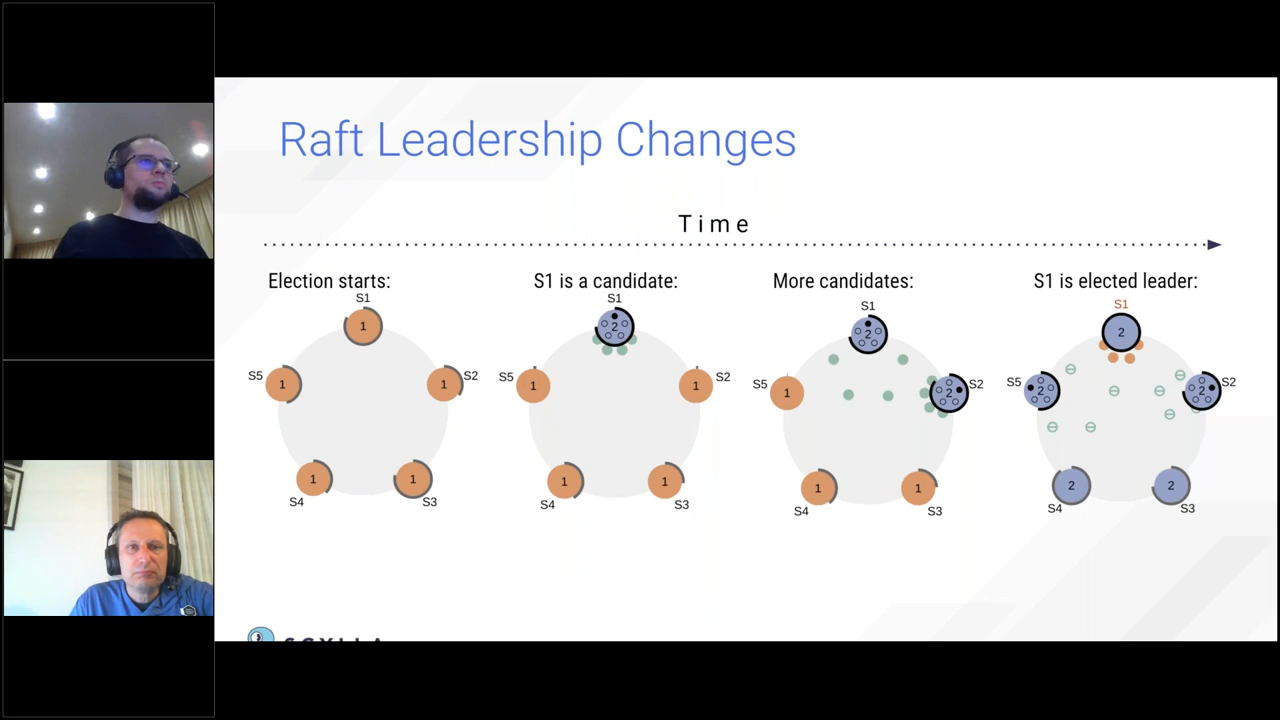 Raft Leadership Changes
Time
Election starts:
S1 is a candidate:
More candidates:
S1 is elected leader:
S1
1
S5
1
1
S2
1
S4
1
S3
S1
2
S5
1
1
S2
1
S4
1
S3
S1
2
S5
1
2
S2
1
S4
1
S3
S1
2
S5
2
2
S2
2
S4
2
S3
SCYLLA